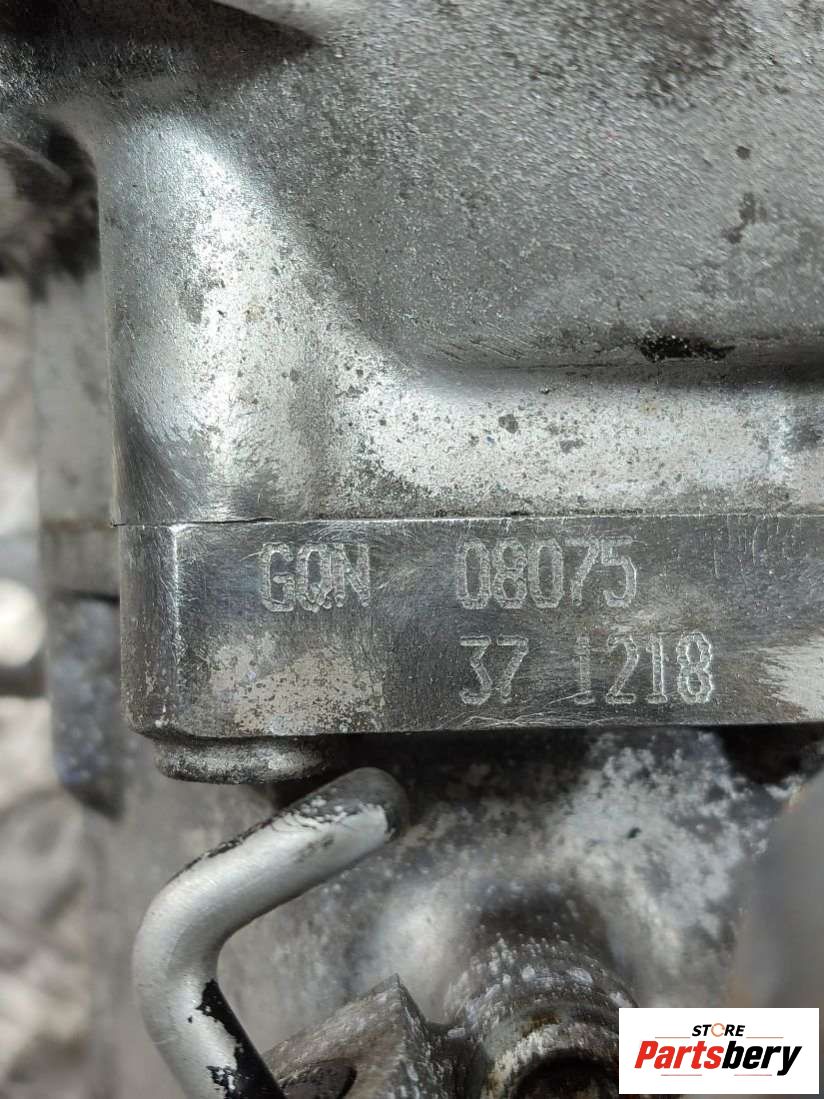 GQN 08075
37 1218
STORE
Partsbery